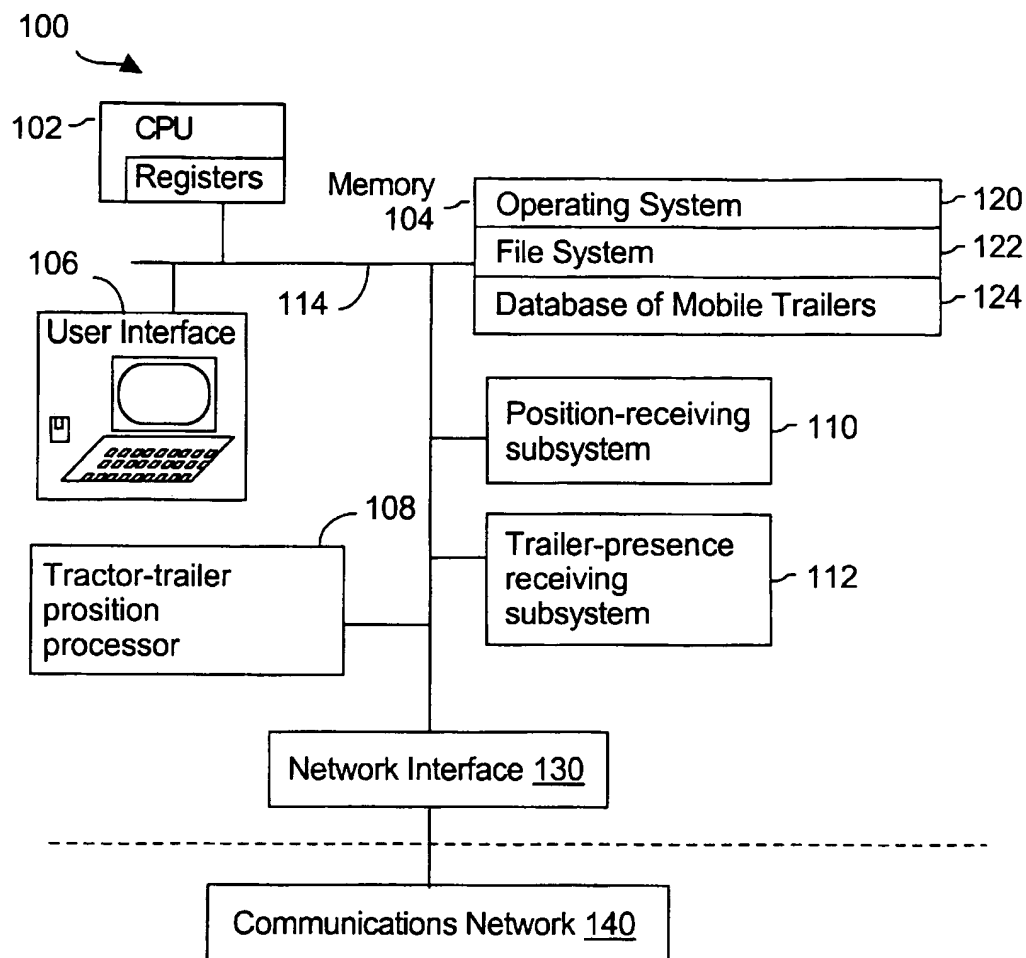 100
102
CPU
Registers
Memory
104
Operating System
120
File System
122
Database of Mobile Trailers
124
106
114
User Interface
Position-receiving
subsystem
110
108
Tractor-trailer
prosition
processor
Trailer-presence
receiving
subsystem
112
Network Interface 130
Communications Network 140